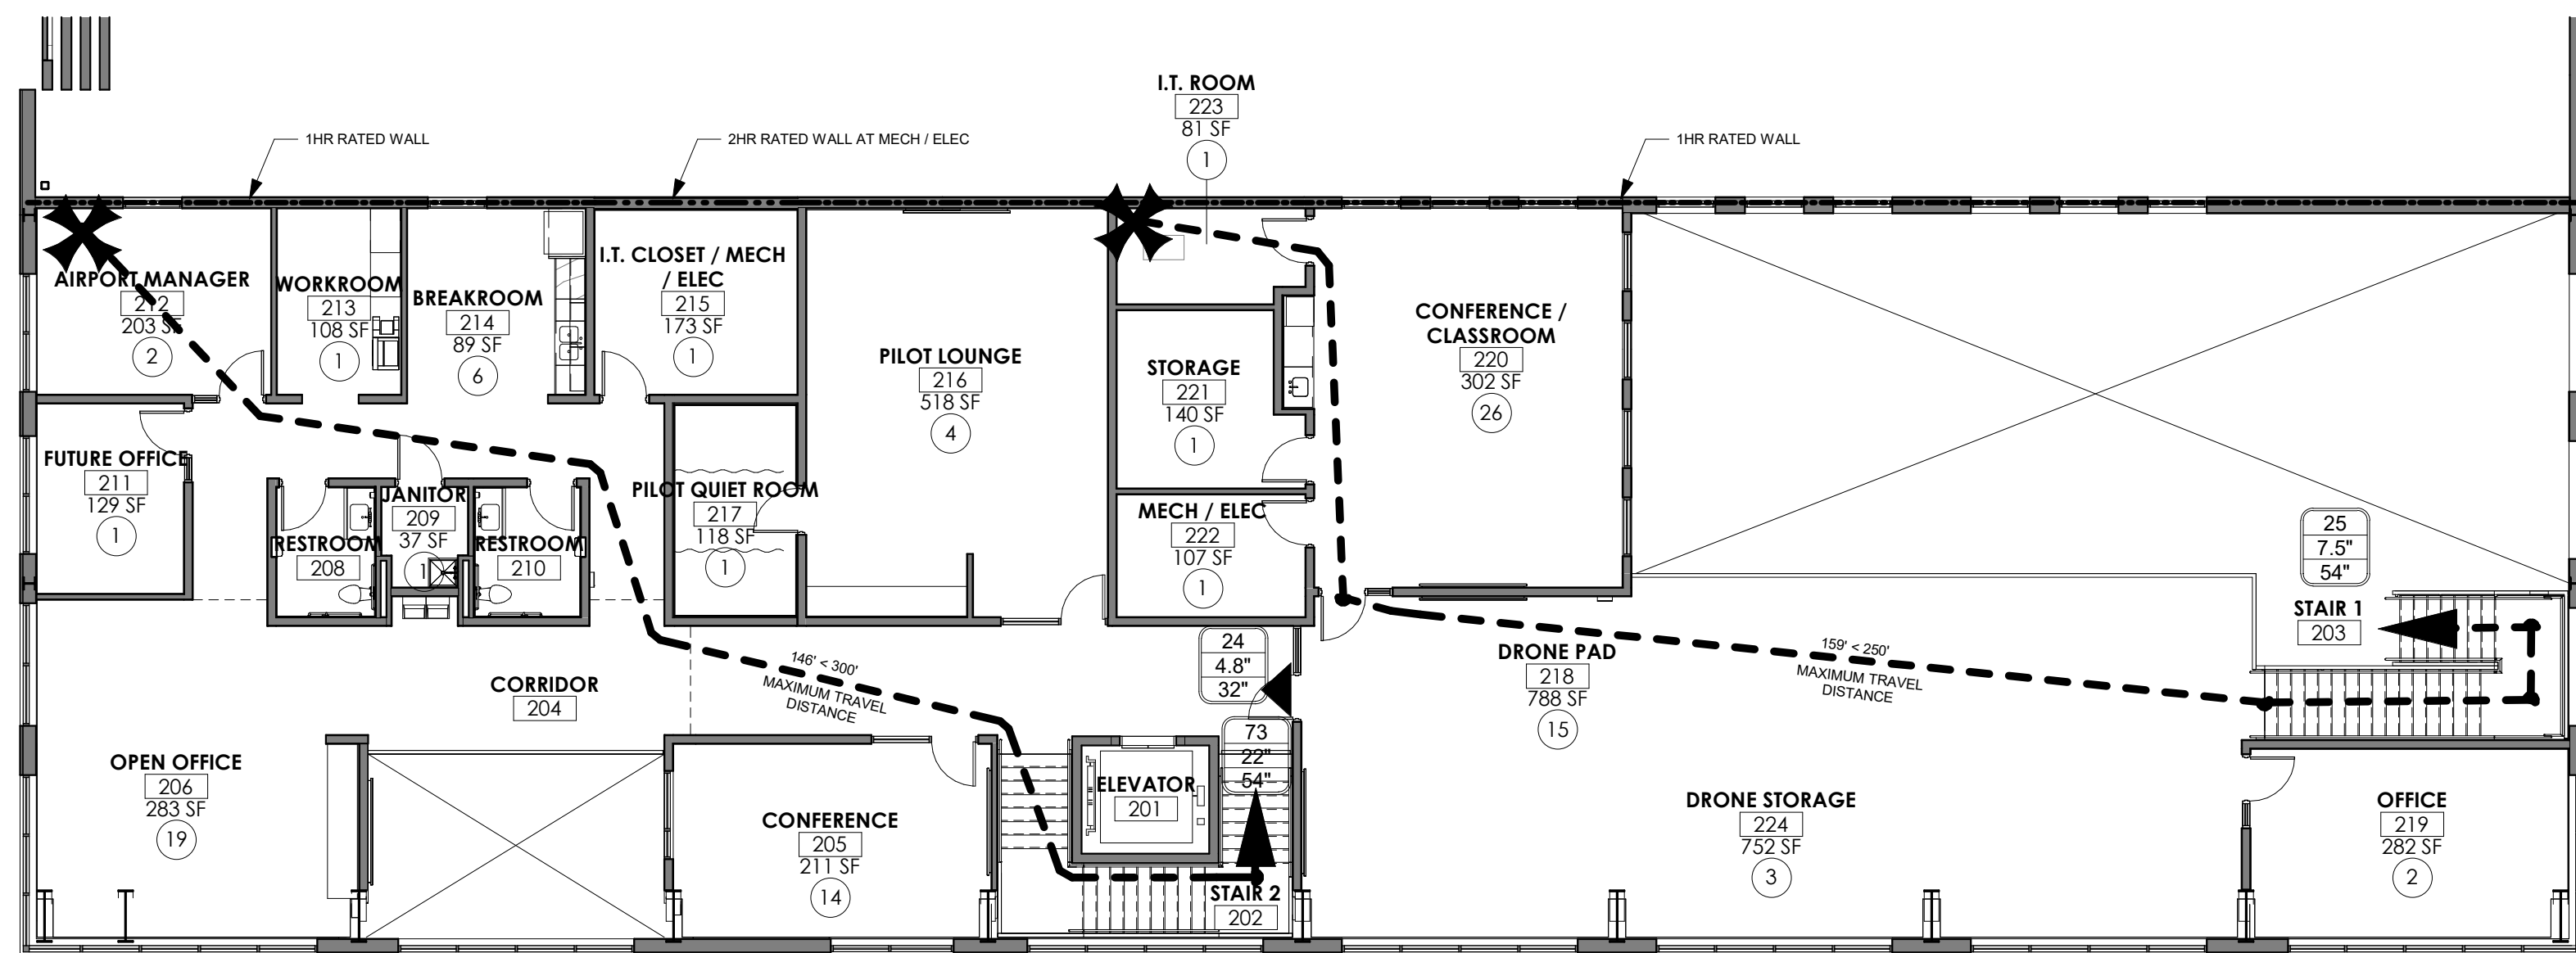 I.T. ROOM
223
81 SF
1
1HR RATED WALL
2HR RATED WALL AT MECH / ELEC
1HR RATED WALL
AIRPORT MANAGER
212
203 SF
2
WORKROOM
213
108 SF
1
BREAKROOM
214
89 SF
6
I.T. CLOSET / MECH
/ ELEC
215
173 SF
1
PILOT LOUNGE
216
518 SF
4
STORAGE
221
140 SF
1
CONFERENCE /
CLASSROOM
220
302 SF
26
FUTURE OFFICE
211
129 SF
1
JANITOR
209
37 SF
1
RESTROOM
208
RESTROOM
210
PILOT QUIET ROOM
217
118 SF
1
MECH / ELEC
222
107 SF
1
25
7.5"
54"
STAIR 1
203
24
4.8"
32"
146' < 300'
MAXIMUM TRAVEL
DISTANCE
DRONE PAD
218
788 SF
15
159' < 250'
MAXIMUM TRAVEL
DISTANCE
CORRIDOR
204
73
22"
54"
OPEN OFFICE
206
283 SF
19
CONFERENCE
205
211 SF
14
ELEVATOR
201
STAIR 2
202
DRONE STORAGE
224
752 SF
3
OFFICE
219
282 SF
2